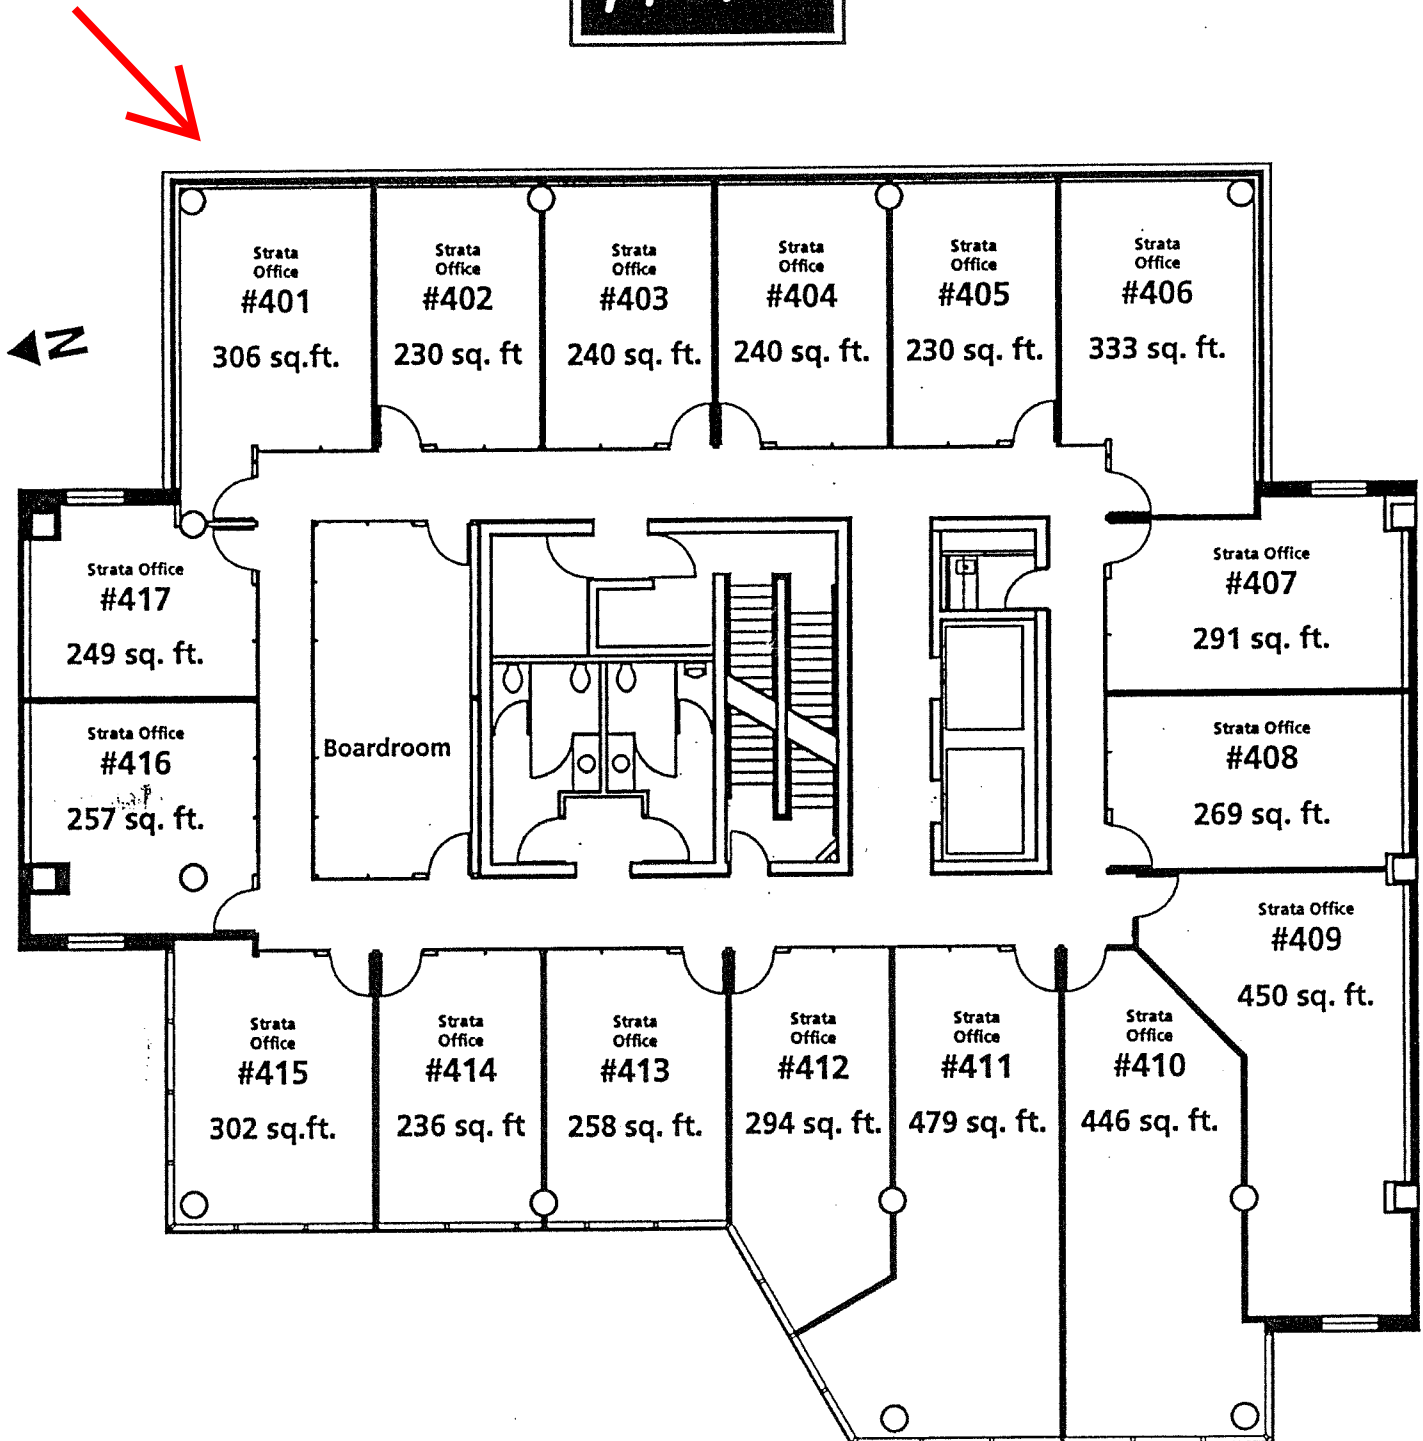 Strata
Office
#401
306 sq.ft.
Strata
Office
#402
230 sq. ft
Strata
Office
#403
240 sq. ft.
Strata
Office
#404
240 sq. ft.
Strata
Office
#405
230 sq. ft.
Strata
Office
#406
333 sq. ft.
N
Strata Office
#417
249 sq. ft.
Strata Office
#407
291 sq. ft.
Strata Office
#416
257 sq. ft.
Boardroom
Strata Office
#408
269 sq. ft.
Strata Office
#409
450 sq. ft.
Strata
Office
#415
302 sq.ft.
Strata
Office
#414
236 sq. ft
Strata
Office
#413
258 sq. ft.
Strata
Office
#412
294 sq. ft.
Strata
Office
#411
479 sq. ft.
Strata
Office
#410
446 sq. ft.